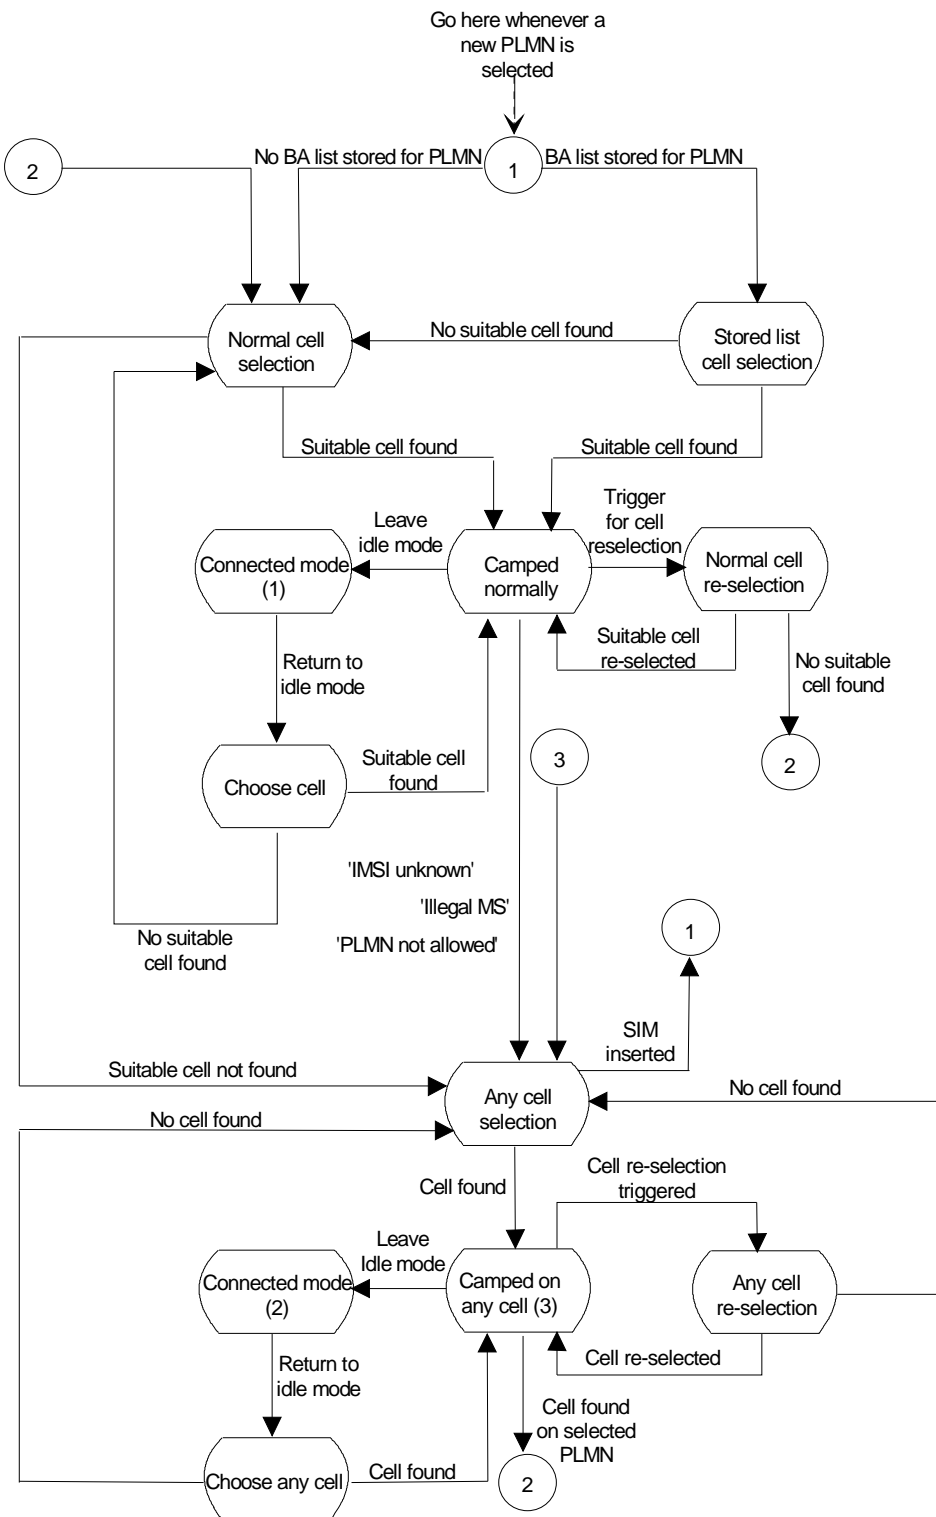 Go here whenever a
new PLMN is
selected
2
No BA list stored for PLMN
1
BA list stored for PLMN
Normal cell
selection
No suitable cell found
Stored list
cell selection
Suitable cell found
Suitable cell found
Leave
idle mode
Trigger
for cell
reselection
Connected mode
(1)
Camped
normally
Normal cell
re-selection
Suitable cell
re-selected
Return to
idle mode
No suitable
cell found
Choose cell
Suitable cell
found
3
2
'IMSI unknown'
'Illegal MS'
'PLMN not allowed'
No suitable
cell found
1
SIM
inserted
Suitable cell not found
Any cell
selection
No cell found
No cell found
Cell found
Cell re-selection
triggered
Leave
Idle mode
Connected mode
(2)
Camped on
any cell (3)
Any cell
re-selection
Cell re-selected
Return to
idle mode
Cell found
on selected
PLMN
Choose any cell
Cell found
2